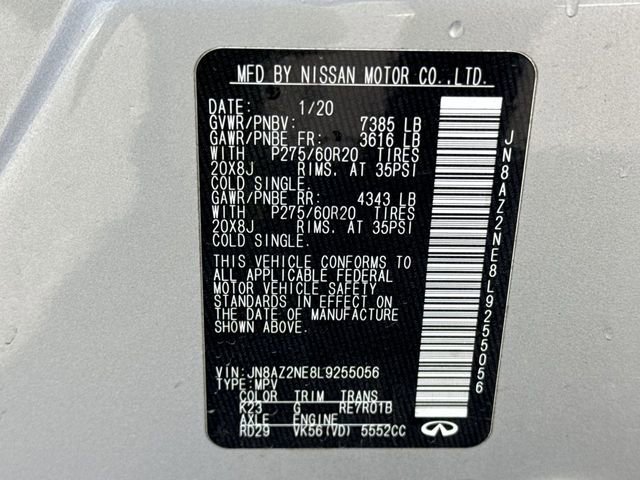 MFD BY NISSAN MOTOR CO.,LTD.
DATE: 1/20
GVWR/PNBV: 7385 LB
GAWR/PNBE FR: 3616 LB
WITH P275/60R20 TIRES
20X8J RIMS. AT 35PSI
COLD SINGLE.
GAWR/PNBE RR: 4343 LB
WITH P275/60R20 TIRES
20X8J RIMS. AT 35PSI
COLD SINGLE.
THIS VEHICLE CONFORMS TO
ALL APPLICABLE FEDERAL
MOTOR VEHICLE SAFETY
STANDARDS IN EFFECT ON
THE DATE OF MANUFACTURE
SHOWN ABOVE.
VIN:JN8AZ2NE8L9255056
TYPE:MPV
COLOR TRIM TRANS
K23 G RE7R01B
AXLE ENGINE
RD29 VK56(VD) 5552CC
JN8AZ2NE8L9255056